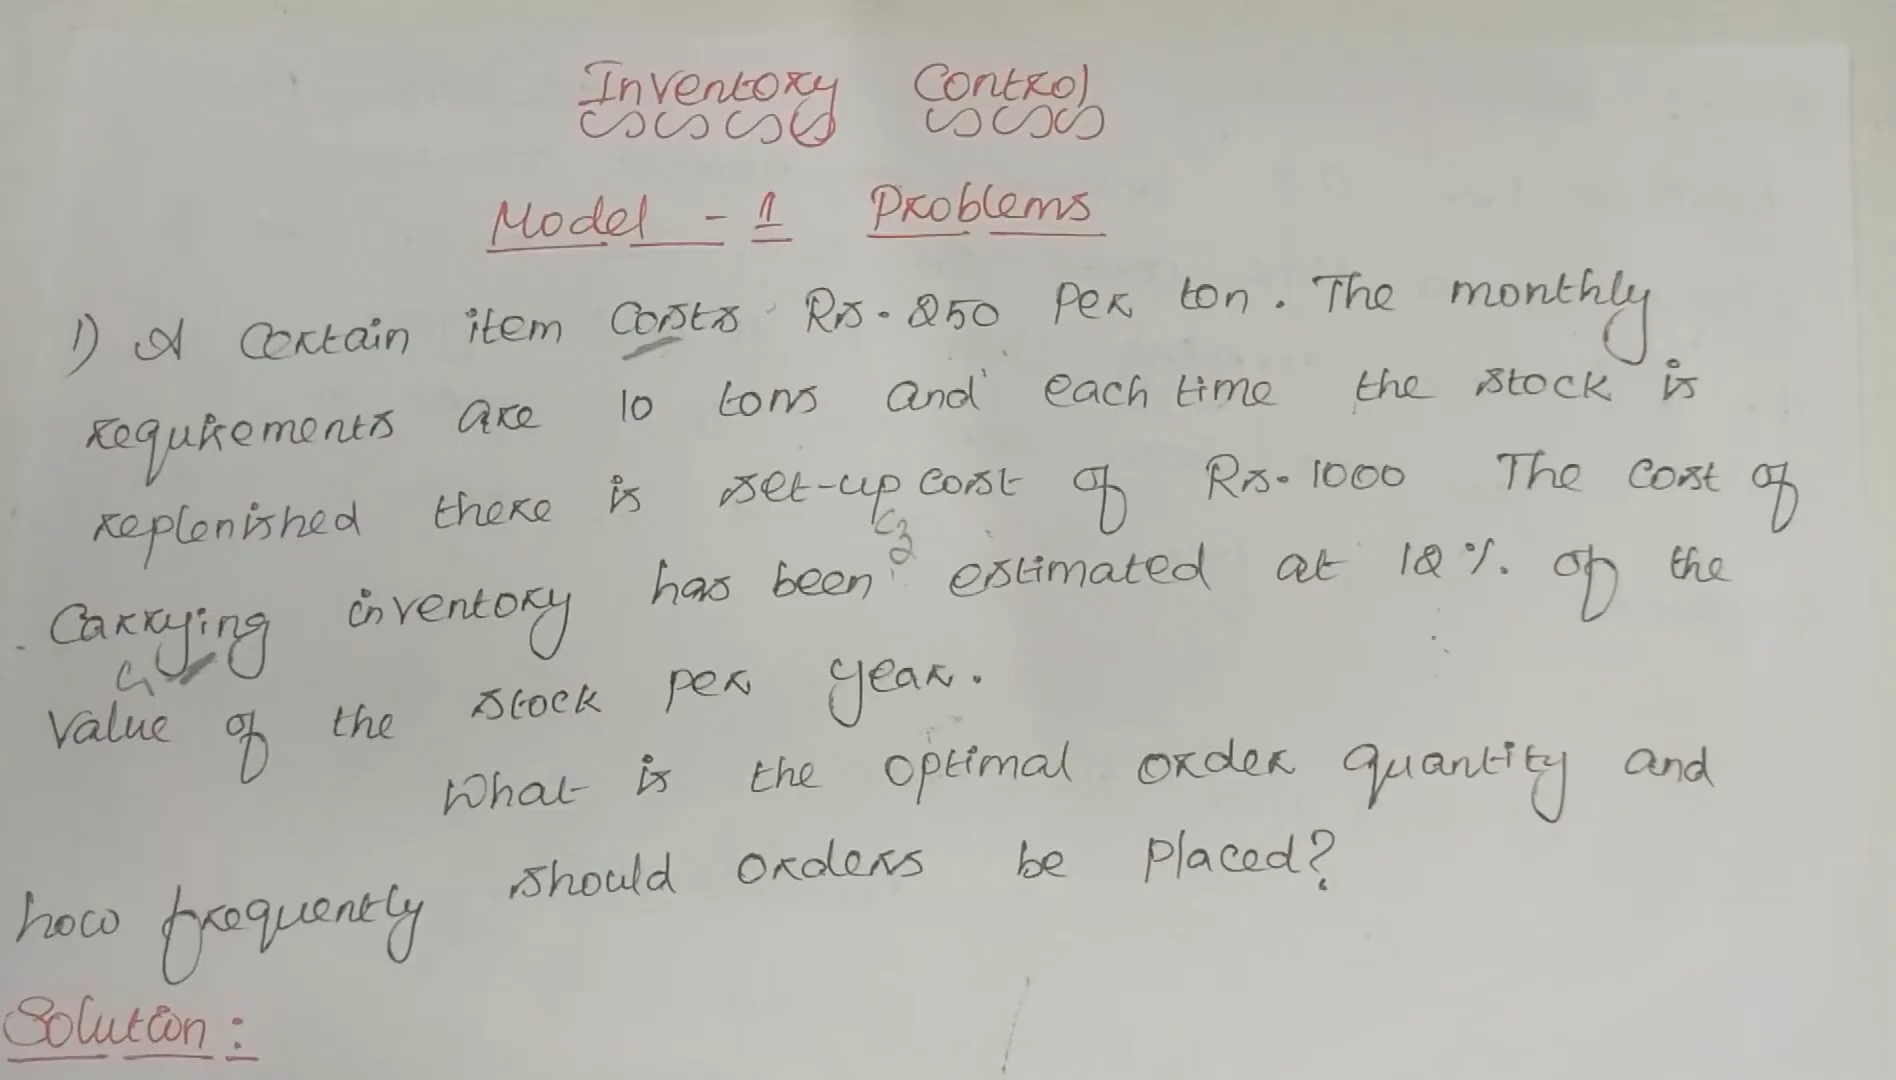 Inventory Control
Model - 1 Problems
1) A Certain item Costs Rs. 250 Per ton. The monthly
requirements are 10 tons and each time the stock is
replenished there is set-up cost of Rs. 1000 The cost of
C3
Carrying inventory has been estimated at 12 %. of the
C1
Value of the stock per year.
What is the optimal order quantity and
how frequently should orders be placed?
Solution: